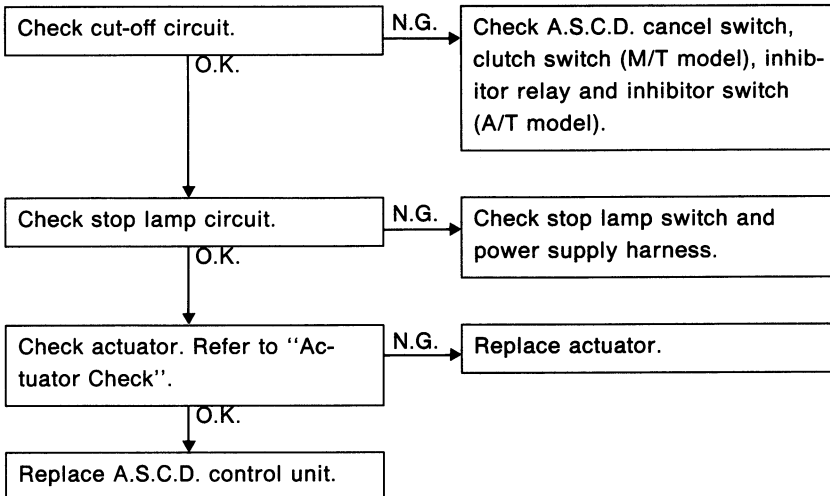 Check cut-off circuit.
N.G.
Check A.S.C.D. cancel switch,
clutch switch (M/T model), inhib-
itor relay and inhibitor switch
(A/T model).
O.K.
Check stop lamp circuit.
N.G.
Check stop lamp switch and
power supply harness.
O.K.
Check actuator. Refer to ‘‘Ac-
tuator Check’’.
N.G.
Replace actuator.
O.K.
Replace A.S.C.D. control unit.